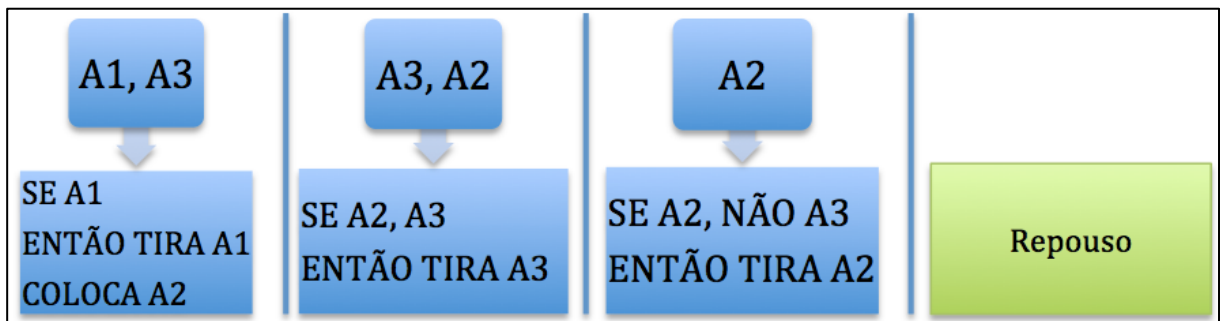 A1, A3
SE A1
ENTÃO TIRA A1
COLOCA A2
A3, A2
SE A2, A3
ENTÃO TIRA A3
A2
SE A2, NÃO A3
ENTÃO TIRA A2
Repouso